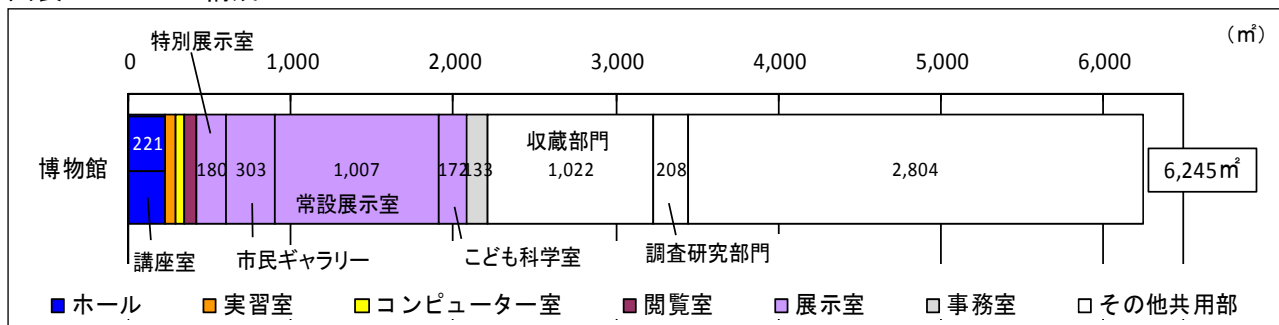 (㎡)
特別展示室
0 1,000 2,000 3,000 4,000 5,000 6,000
博物館
221 180 303 1,007 172 133 1,022 208 2,804
収蔵部門
常設展示室
6,245㎡
講座室
市民ギャラリー
こども科学室
調査研究部門
ホール 実習室 コンピューター室 閲覧室 展示室 事務室 その他共用部